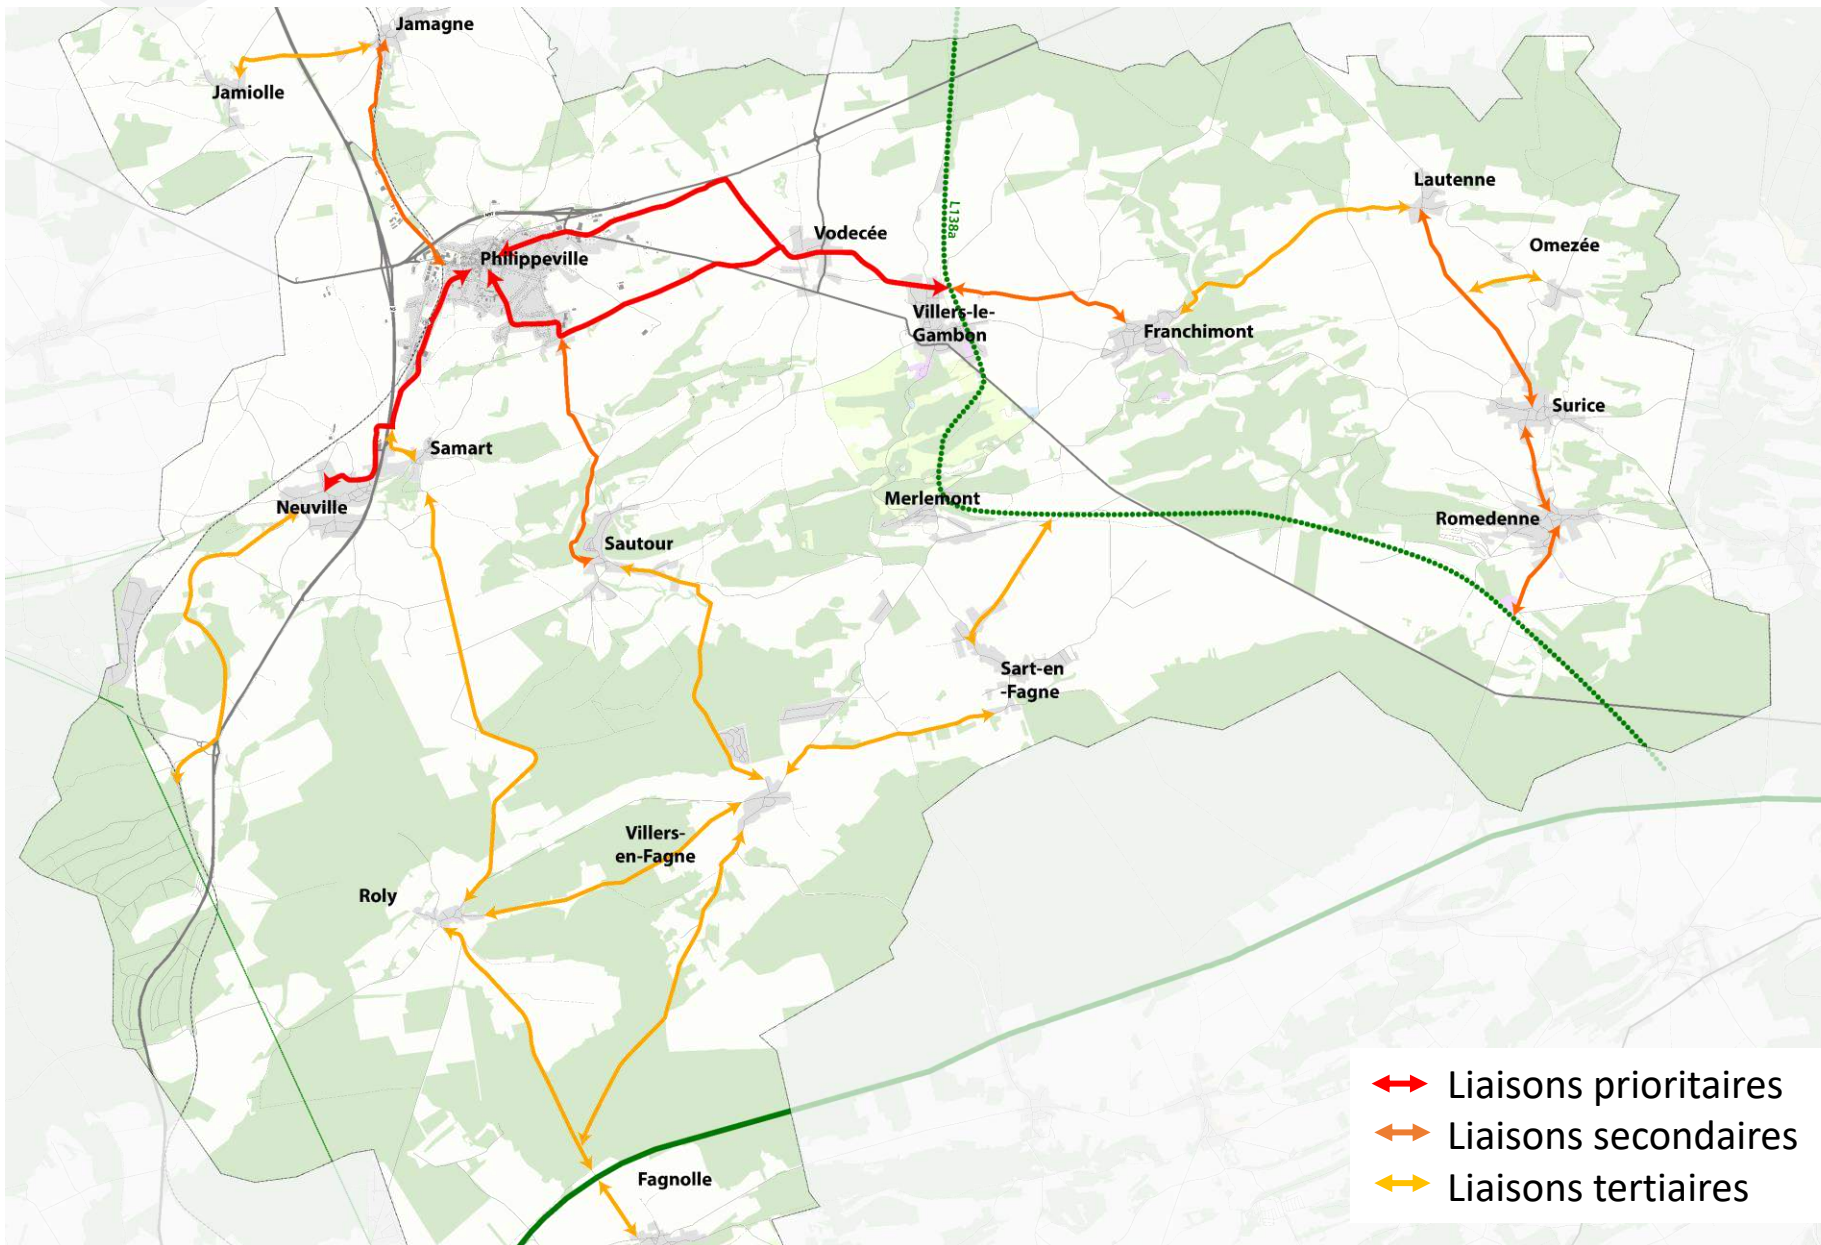 Jamagne
Jamiolle
Lautenne
L138a
Vodecée
Omezée
Philippeville
Villers-le-
Gambon
Franchimont
Surice
Samart
Neuville
Merlemont
Romedenne
Sautour
Sart-en
-Fagne
Villers-
en-Fagne
Roly
Fagnolle
Liaisons prioritaires
Liaisons secondaires
Liaisons tertiaires